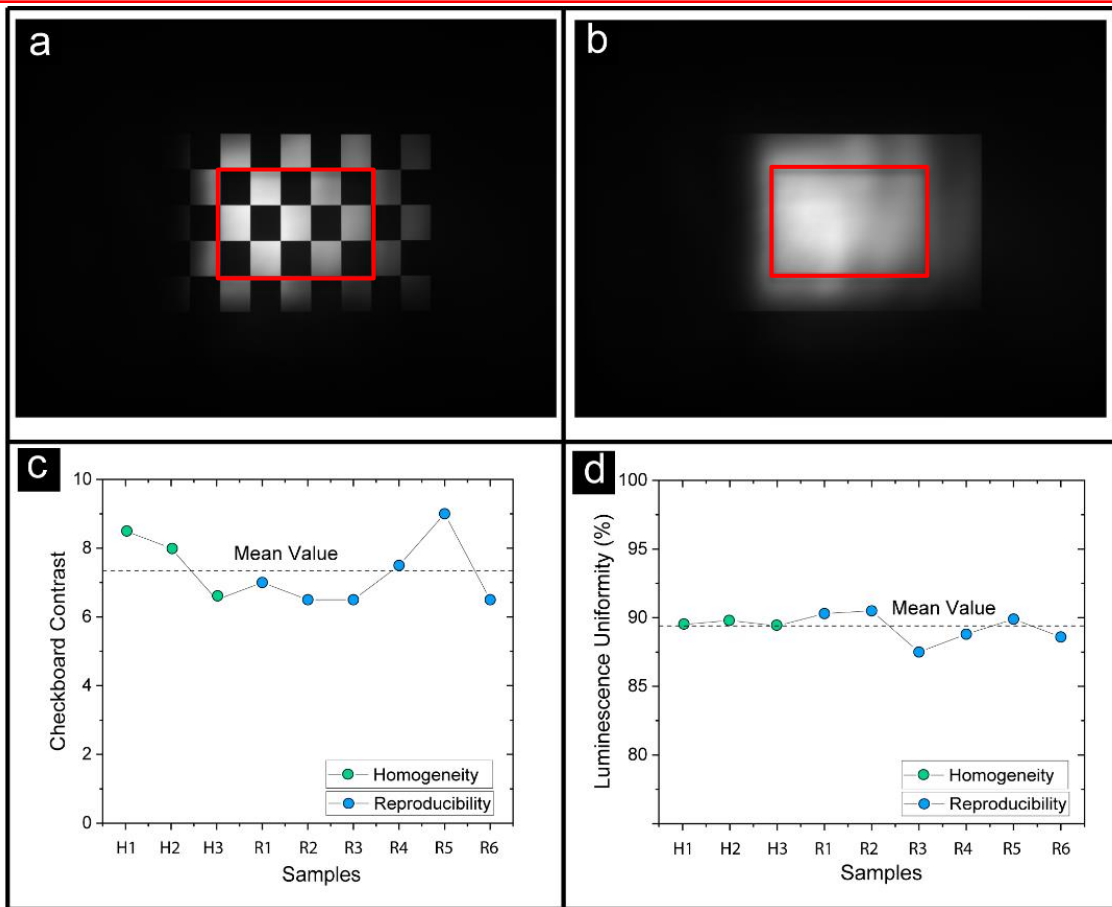 a
b
c
10
8
6
4
2
0
Checkboard Contrast
Mean Value
Homogeneity
Reproducibility
H1 H2 H3 R1 R2 R3 R4 R5 R6
Samples
d
100
95
90
85
80
Luminescence Uniformity (%)
Mean Value
Homogeneity
Reproducibility
H1 H2 H3 R1 R2 R3 R4 R5 R6
Samples